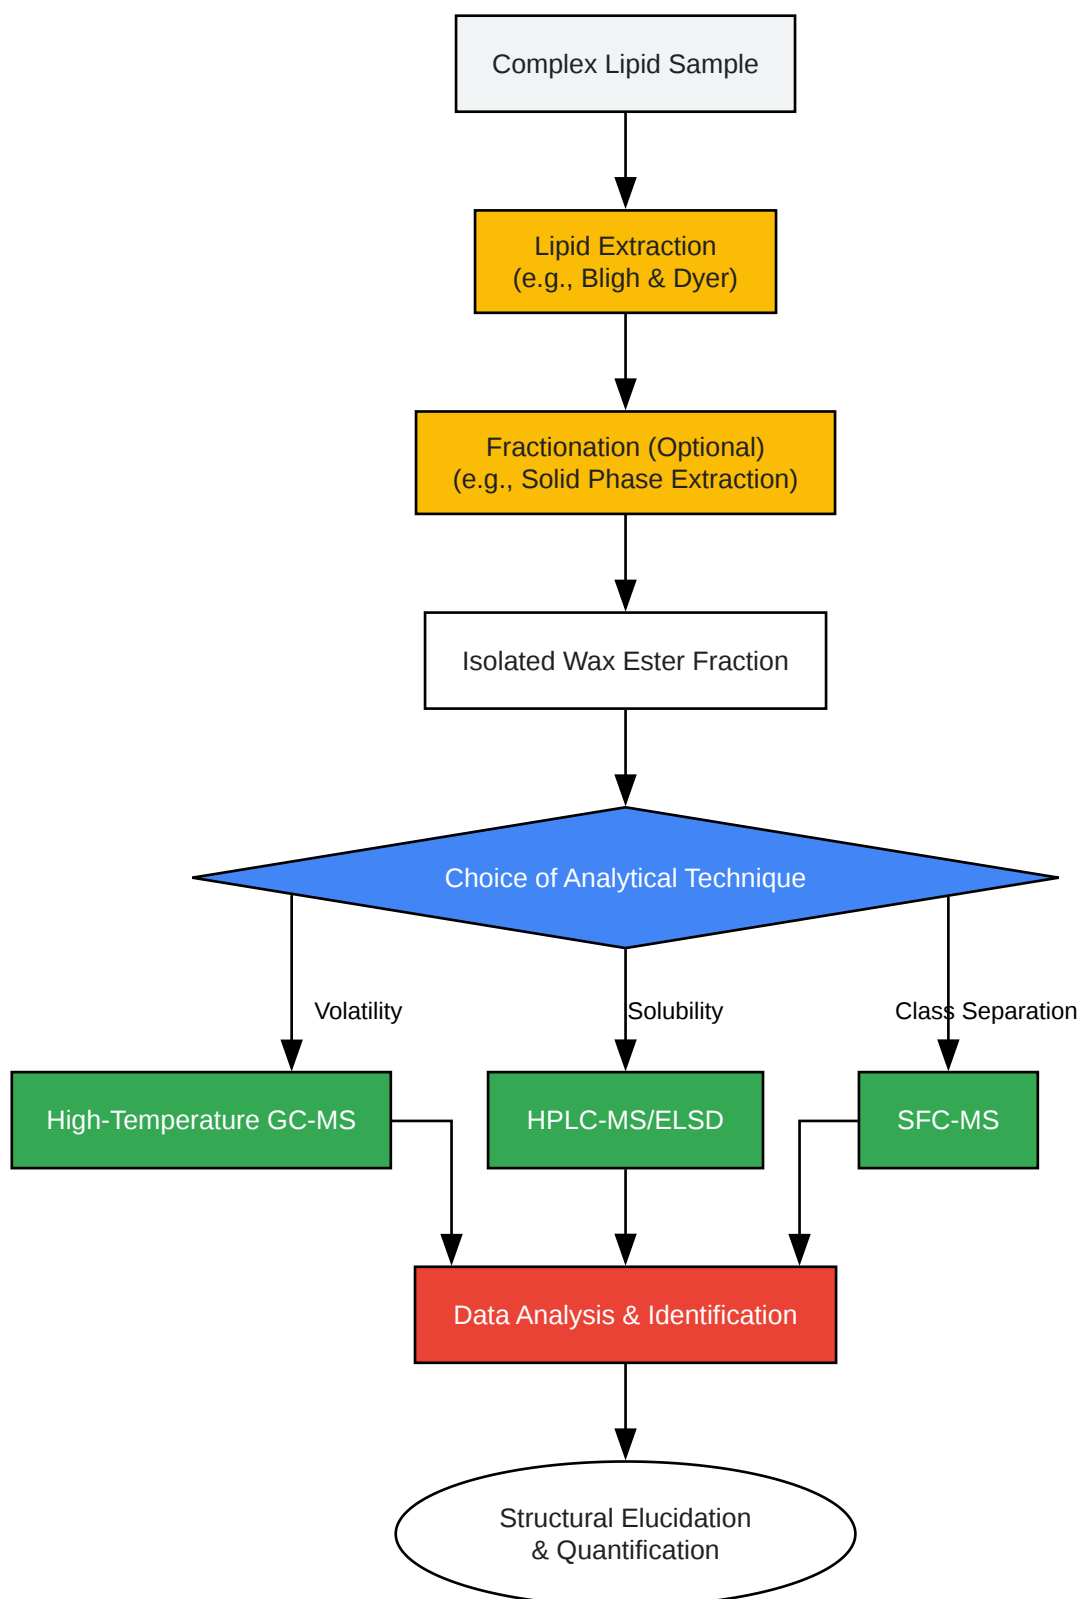 Complex Lipid Sample
Lipid Extraction
(e.g., Bligh & Dyer)
Fractionation (Optional)
(e.g., Solid Phase Extraction)
Isolated Wax Ester Fraction
Choice of Analytical Technique
Volatility
Solubility
Class Separation
High-Temperature GC-MS
HPLC-MS/ELSD
SFC-MS
Data Analysis & Identification
Structural Elucidation
& Quantification